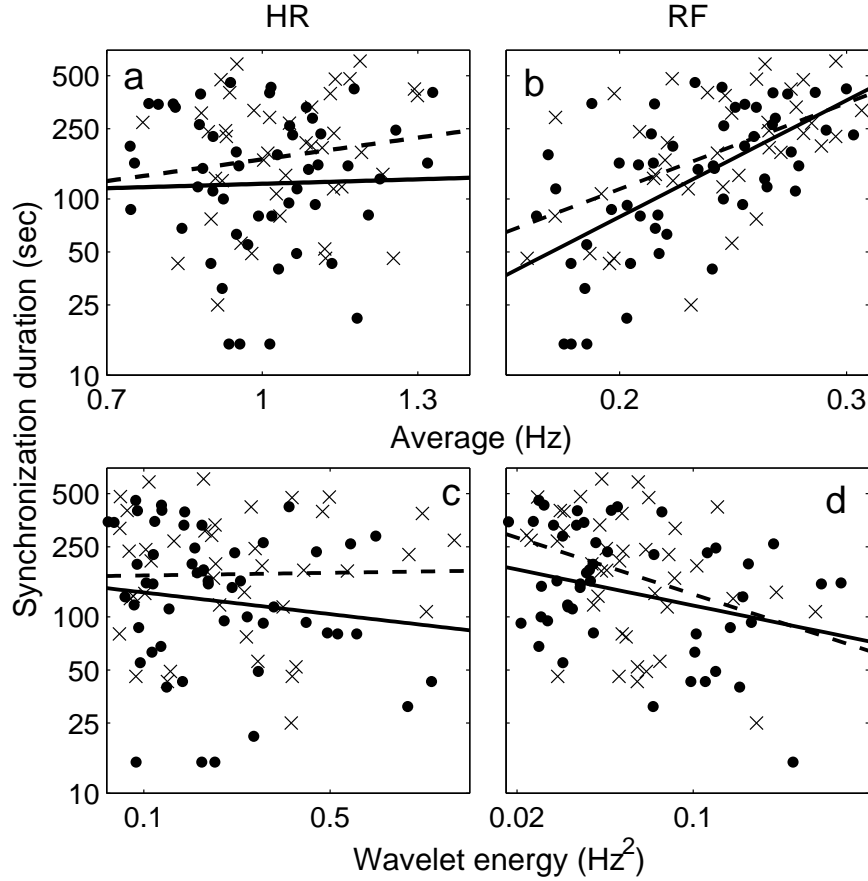 HR RF
a b
500
250
100
50
25
10
0.7 1 1.3 0.2 0.3
Average (Hz)
Synchronization duration (sec)
c d
500
250
100
50
25
10
0.1 0.5 0.02 0.1
Wavelet energy (Hz²)